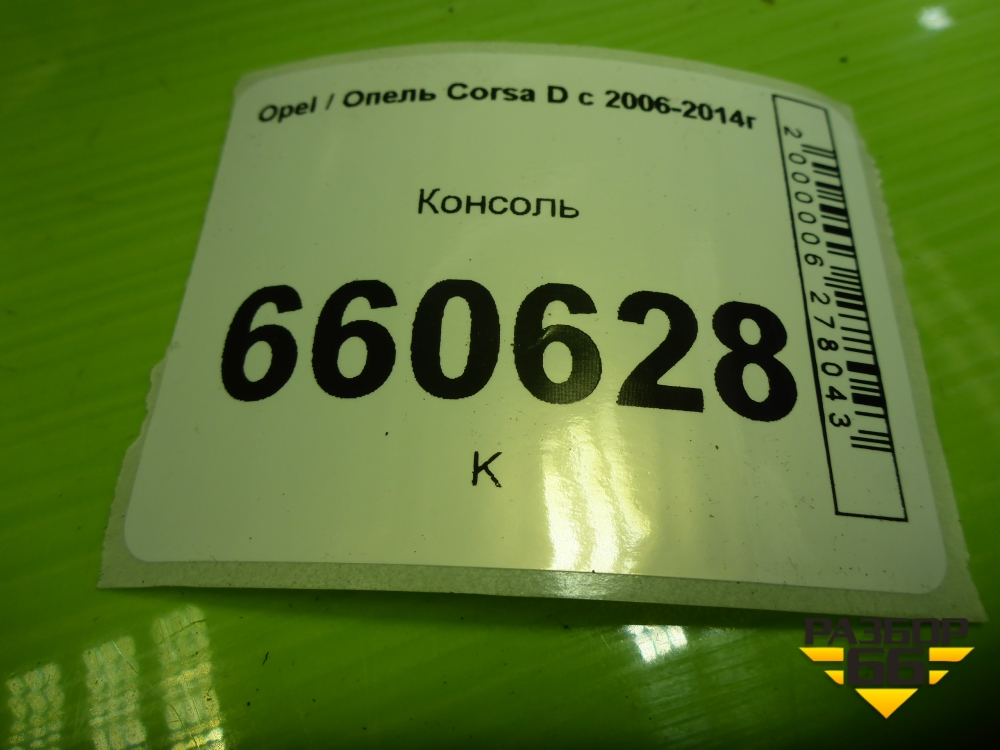 Opel / Опель Corsa D с 2006-2014г
Консоль
660628
К
2000006278043
РАЗБОР
66